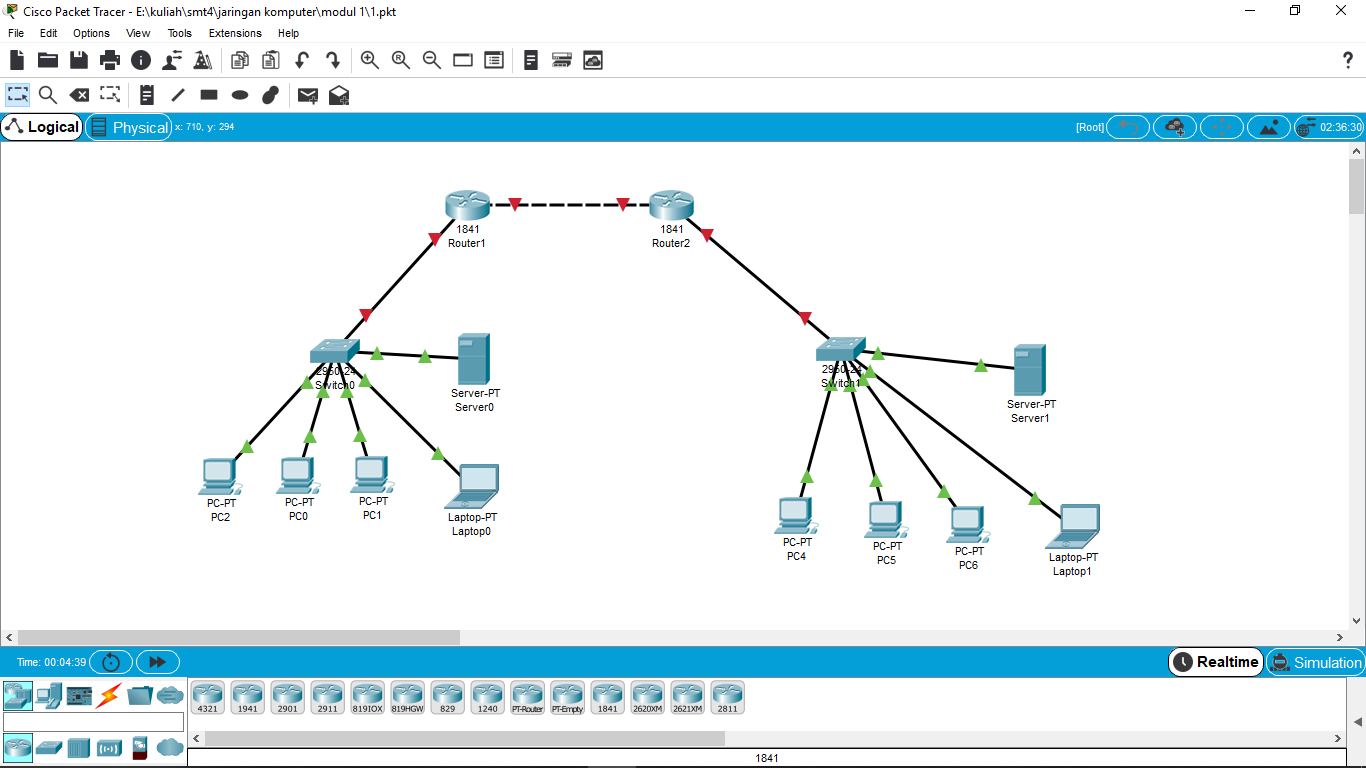 Cisco Packet Tracer - E:\kuliah\smt4\jaringan komputer\modul 1\1.pkt
File Edit Options View Tools Extensions Help
Logical Physical x: 710, y: 294 [Root] 02:36:30
1841
Router1
1841
Router2
2950-24
Switch0
Server-PT
Server0
2950-24
Switch1
Server-PT
Server1
PC-PT
PC2
PC-PT
PC0
PC-PT
PC1
Laptop-PT
Laptop0
PC-PT
PC4
PC-PT
PC5
PC-PT
PC6
Laptop-PT
Laptop1
Time: 00:04:39 Realtime Simulation
4321 1941 2901 2911 819IOX 819HGW 829 1240 PT-Router PT-Empty 1841 2620XM 2621XM 2811
1841